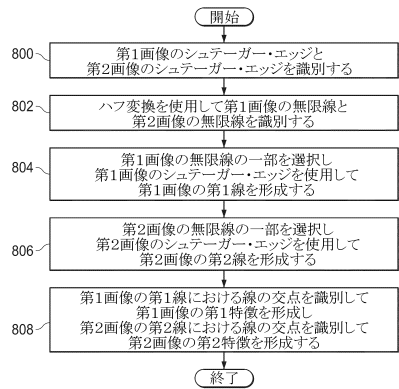 開始
800
第1画像のシュテーガー・エッジと
第2画像のシュテーガー・エッジを識別する
802
ハフ変換を使用して第1画像の無限線と
第2画像の無限線を識別する
804
第1画像の無限線の一部を選択し
第1画像のシュテーガー・エッジを使用して
第1画像の第1線を形成する
806
第2画像の無限線の一部を選択し
第2画像のシュテーガー・エッジを使用して
第2画像の第2線を形成する
808
第1画像の第1線における線の交点を識別して
第1画像の第1特徴を形成し
第2画像の第2線における線の交点を識別して
第2画像の第2特徴を形成する
終了